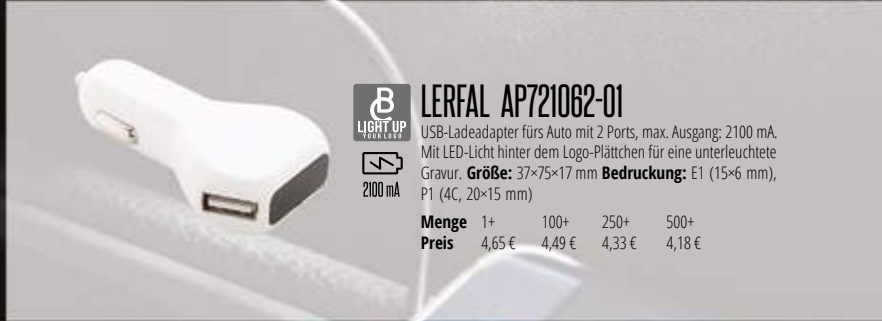 LERFAL AP721062-01
USB-Ladeadapter fürs Auto mit 2 Ports, max. Ausgang: 2100 mA.
Mit LED-Licht hinter dem Logo-Plättchen für eine unterleuchtete
Gravur. Größe: 37×75×17 mm Bedruckung: E1 (15×6 mm),
P1 (4C, 20×15 mm)
Menge 1+ 100+ 250+ 500+
Preis 4,65 € 4,49 € 4,33 € 4,18 €
B
LIGHT UP
YOUR LOGO
2100 mA